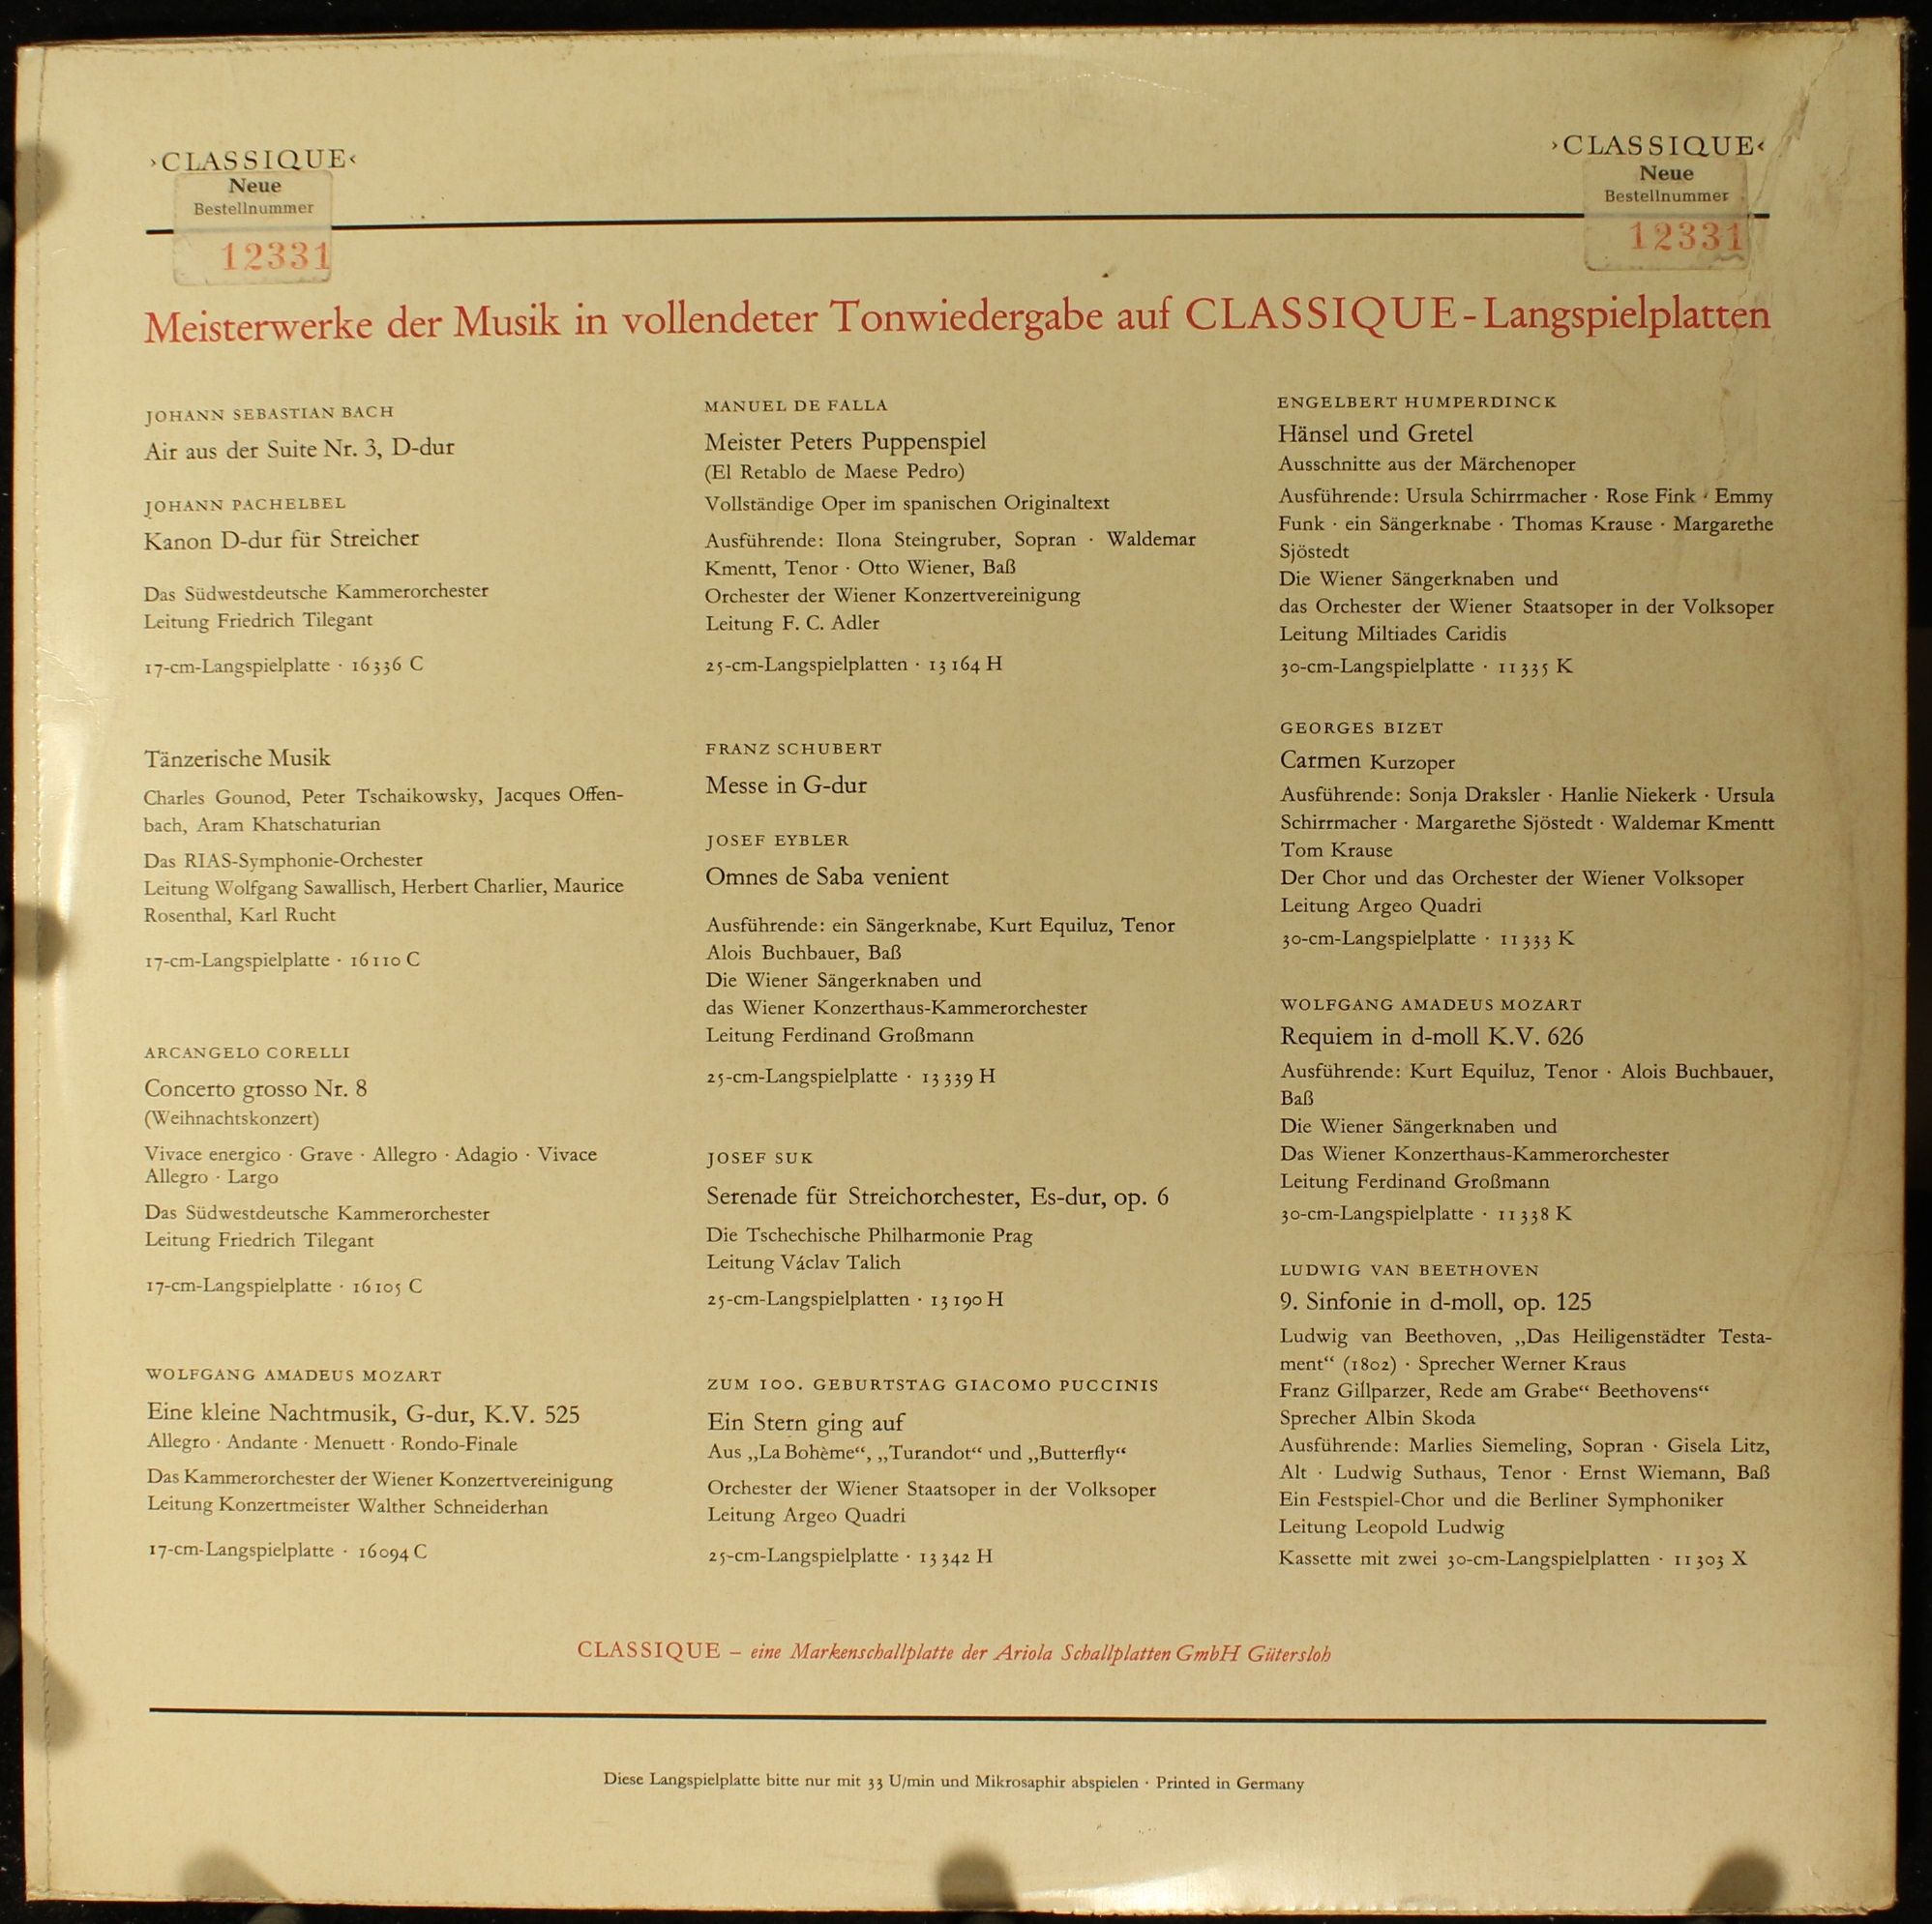 ›CLASSIQUE‹
Neue
Bestellnummer
12331
›CLASSIQUE‹
Neue
Bestellnummer
12331
Meisterwerke der Musik in vollendeter Tonwiedergabe auf CLASSIQUE-Langspielplatten
JOHANN SEBASTIAN BACH
Air aus der Suite Nr. 3, D-dur
JOHANN PACHELBEL
Kanon D-dur für Streicher
Das Südwestdeutsche Kammerorchester
Leitung Friedrich Tilegant
17-cm-Langspielplatte · 16336 C
Tänzerische Musik
Charles Gounod, Peter Tschaikowsky, Jacques Offen-
bach, Aram Khatschaturian
Das RIAS-Symphonie-Orchester
Leitung Wolfgang Sawallisch, Herbert Charlier, Maurice
Rosenthal, Karl Rucht
17-cm-Langspielplatte · 16110 C
ARCANGELO CORELLI
Concerto grosso Nr. 8
(Weihnachtskonzert)
Vivace energico · Grave · Allegro · Adagio · Vivace
Allegro · Largo
Das Südwestdeutsche Kammerorchester
Leitung Friedrich Tilegant
17-cm-Langspielplatte · 16105 C
WOLFGANG AMADEUS MOZART
Eine kleine Nachtmusik, G-dur, K.V. 525
Allegro · Andante · Menuett · Rondo-Finale
Das Kammerorchester der Wiener Konzertvereinigung
Leitung Konzertmeister Walther Schneiderhan
17-cm-Langspielplatte · 16094 C
MANUEL DE FALLA
Meister Peters Puppenspiel
(El Retablo de Maese Pedro)
Vollständige Oper im spanischen Originaltext
Ausführende: Ilona Steingruber, Sopran · Waldemar
Kmentt, Tenor · Otto Wiener, Baß
Orchester der Wiener Konzertvereinigung
Leitung F. C. Adler
25-cm-Langspielplatten · 13164 H
FRANZ SCHUBERT
Messe in G-dur
JOSEF EYBLER
Omnes de Saba venient
Ausführende: ein Sängerknabe, Kurt Equiluz, Tenor
Alois Buchbauer, Baß
Die Wiener Sängerknaben und
das Wiener Konzerthaus-Kammerorchester
Leitung Ferdinand Großmann
25-cm-Langspielplatte · 13339 H
JOSEF SUK
Serenade für Streichorchester, Es-dur, op. 6
Die Tschechische Philharmonie Prag
Leitung Václav Talich
25-cm-Langspielplatten · 13190 H
ZUM 100. GEBURTSTAG GIACOMO PUCCINIS
Ein Stern ging auf
Aus „La Bohème“, „Turandot“ und „Butterfly“
Orchester der Wiener Staatsoper in der Volksoper
Leitung Argeo Quadri
25-cm-Langspielplatte · 13342 H
ENGELBERT HUMPERDINCK
Hänsel und Gretel
Ausschnitte aus der Märchenoper
Ausführende: Ursula Schirrmacher · Rose Fink · Emmy
Funk · ein Sängerknabe · Thomas Krause · Margarethe
Sjöstedt
Die Wiener Sängerknaben und
das Orchester der Wiener Staatsoper in der Volksoper
Leitung Miltiades Caridis
30-cm-Langspielplatte · 11335 K
GEORGES BIZET
Carmen Kurzoper
Ausführende: Sonja Draksler · Hanlie Niekerk · Ursula
Schirrmacher · Margarethe Sjöstedt · Waldemar Kmentt
Tom Krause
Der Chor und das Orchester der Wiener Volksoper
Leitung Argeo Quadri
30-cm-Langspielplatte · 11333 K
WOLFGANG AMADEUS MOZART
Requiem in d-moll K.V. 626
Ausführende: Kurt Equiluz, Tenor · Alois Buchbauer,
Baß
Die Wiener Sängerknaben und
Das Wiener Konzerthaus-Kammerorchester
Leitung Ferdinand Großmann
30-cm-Langspielplatte · 11338 K
LUDWIG VAN BEETHOVEN
9. Sinfonie in d-moll, op. 125
Ludwig van Beethoven, „Das Heiligenstädter Testa-
ment“ (1802) · Sprecher Werner Kraus
Franz Gillparzer, Rede am Grabe“ Beethovens“
Sprecher Albin Skoda
Ausführende: Marlies Siemeling, Sopran · Gisela Litz,
Alt · Ludwig Suthaus, Tenor · Ernst Wiemann, Baß
Ein Festspiel-Chor und die Berliner Symphoniker
Leitung Leopold Ludwig
Kassette mit zwei 30-cm-Langspielplatten · 11303 X
CLASSIQUE – eine Markenschallplatte der Ariola Schallplatten GmbH Gütersloh
Diese Langspielplatte bitte nur mit 33 U/min und Mikrosaphir abspielen · Printed in Germany